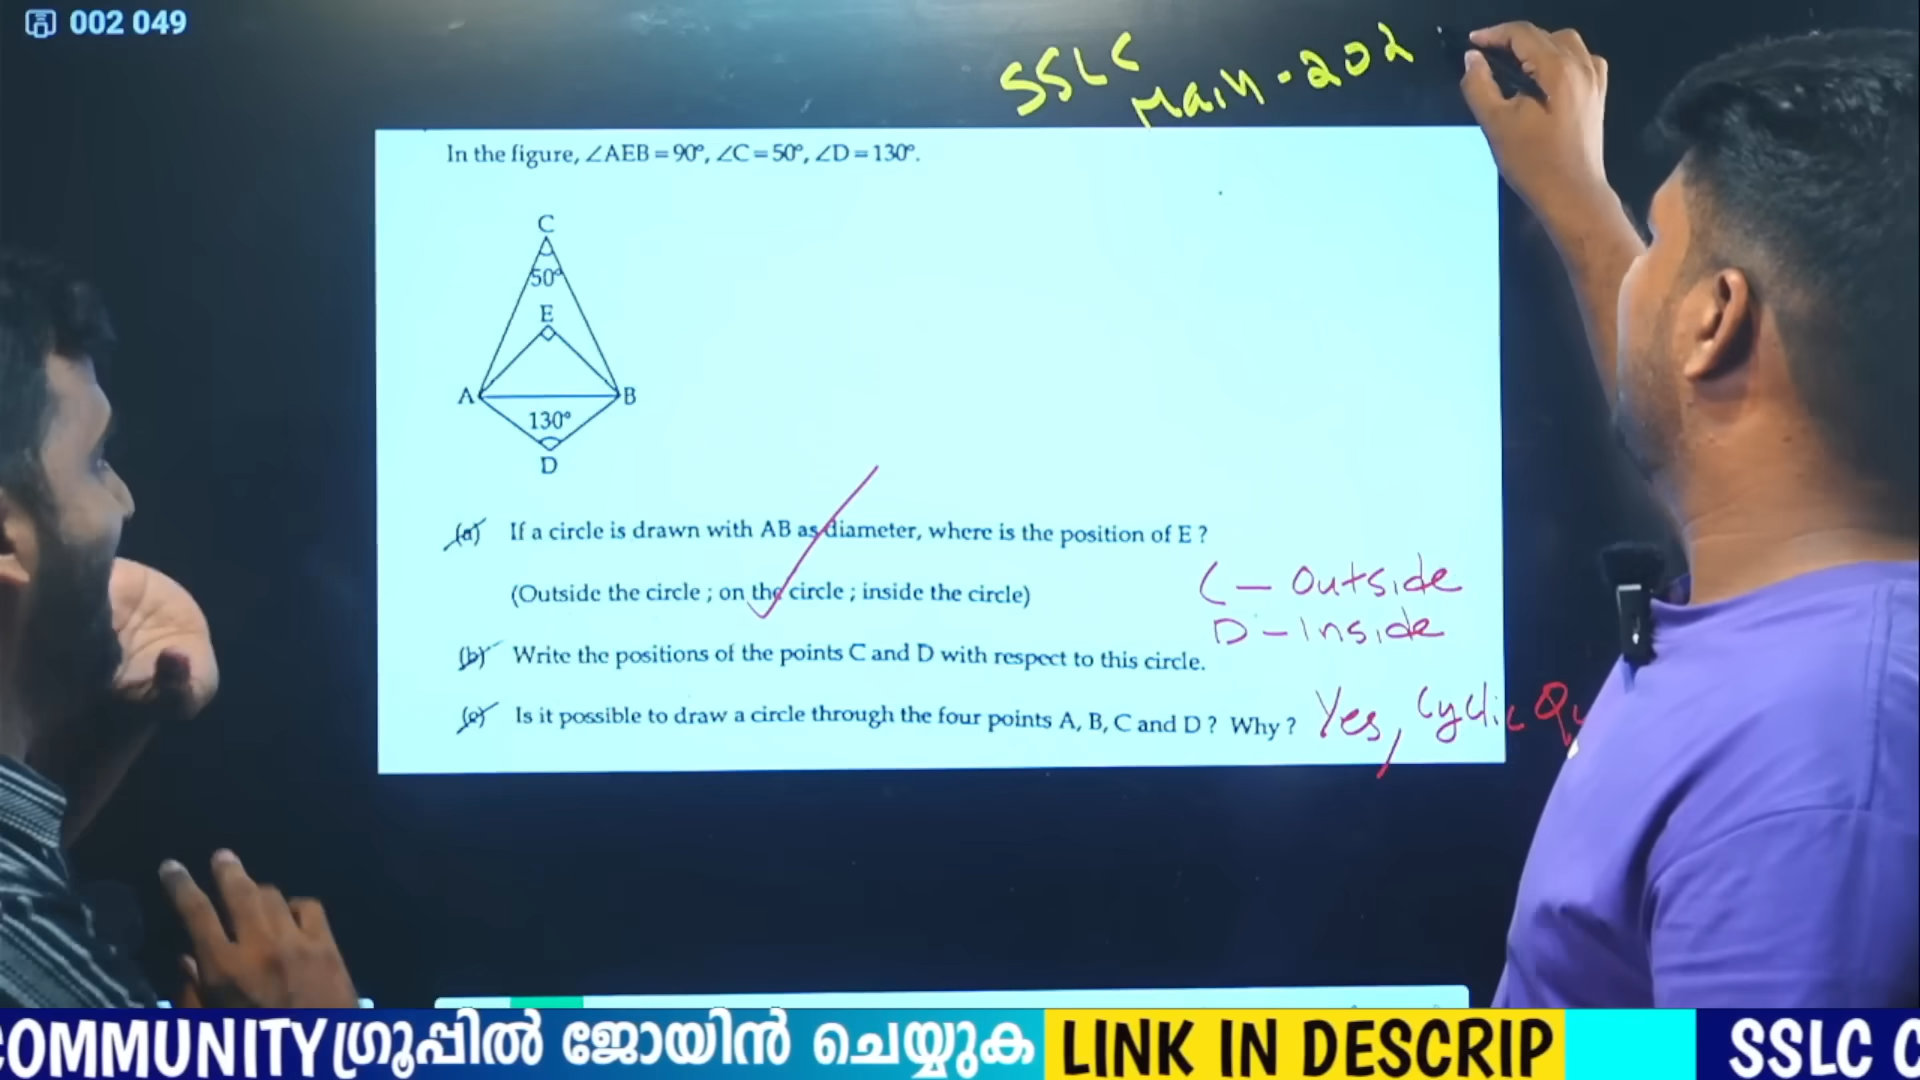 002 049
SSLC
Main - 202
In the figure, ∠AEB = 90°, ∠C = 50°, ∠D = 130°.
C
50°
E
A
B
130°
D
(a) If a circle is drawn with AB as diameter, where is the position of E ?
(Outside the circle ; on the circle ; inside the circle)
C - Outside
D - Inside
(b) Write the positions of the points C and D with respect to this circle.
(c) Is it possible to draw a circle through the four points A, B, C and D ? Why ?
Yes, Cyclic
COMMUNITY ഗ്രൂപ്പിൽ ജോയിൻ ചെയ്യുക LINK IN DESCRIP SSLC C